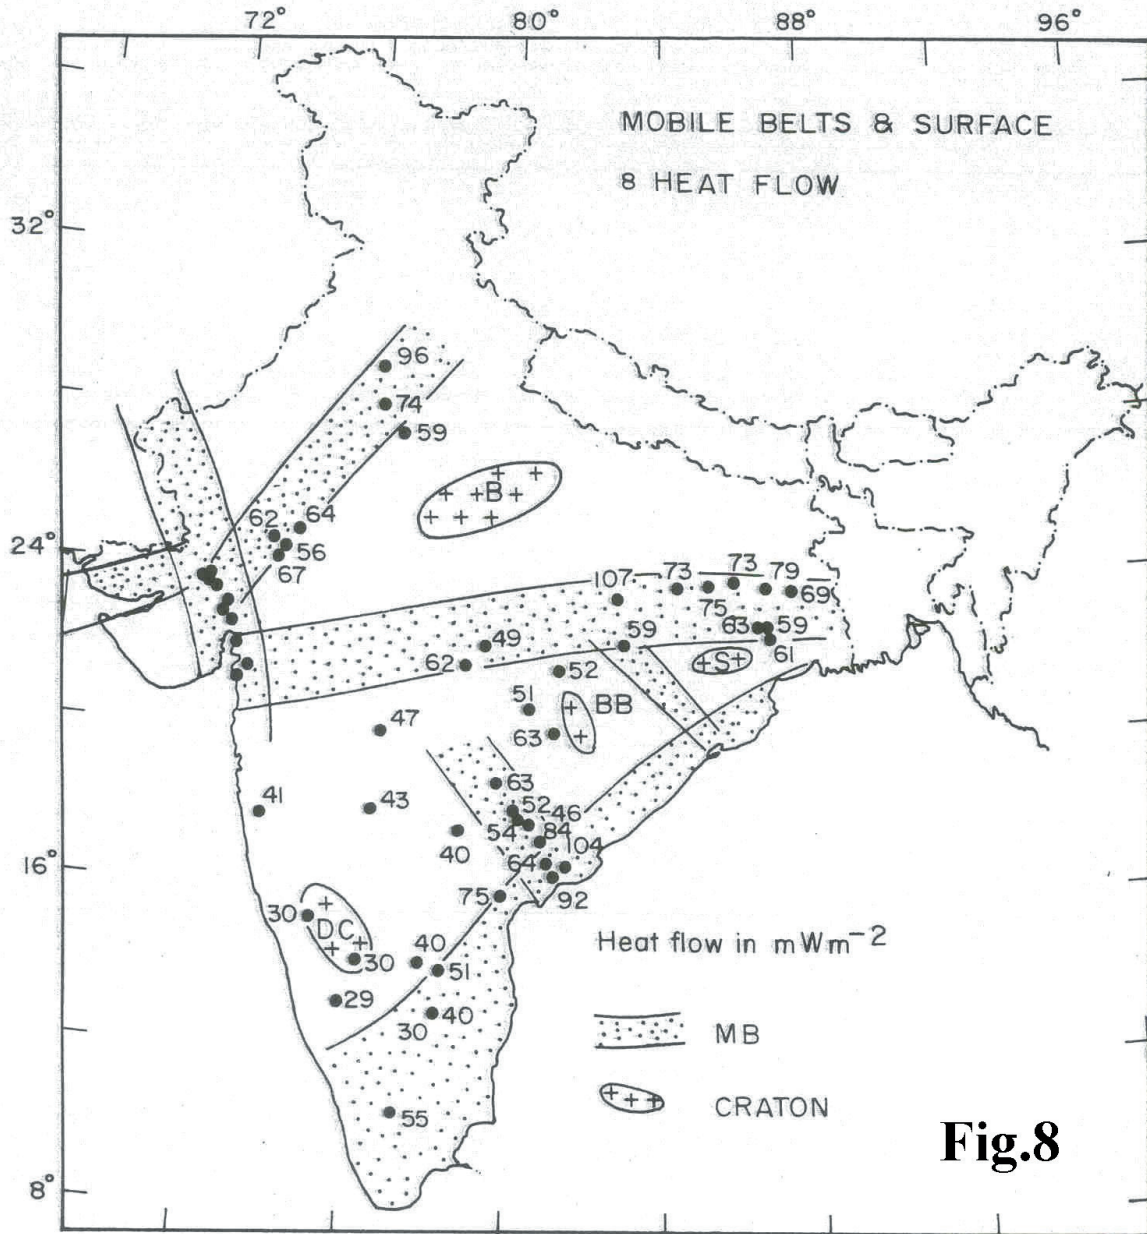 72° 80° 88° 96°
MOBILE BELTS & SURFACE
8 HEAT FLOW
32°
96
74
59
B
62 64
24° 56
67
107 73 73 79
75 69
63 59
49 59 61
62 52 S
51 BB
47 63
63
41 43 52 46
54 84
40 104
16° 64
75 92
30 DC 40 Heat flow in mWm⁻²
30 51
29 40
30 MB
CRATON
55
Fig.8
8°